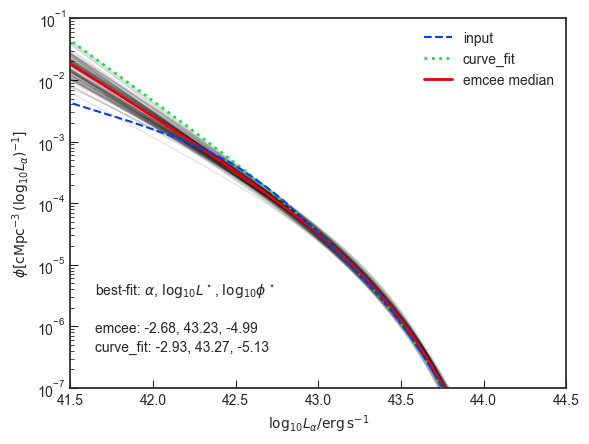 10⁻¹
10⁻²
10⁻³
10⁻⁴
10⁻⁵
10⁻⁶
10⁻⁷
ϕ[cMpc⁻³ (log₁₀Lα)⁻¹]
input
curve_fit
emcee median
best-fit: α, log₁₀L*, log₁₀ϕ*
emcee: -2.68, 43.23, -4.99
curve_fit: -2.93, 43.27, -5.13
41.5 42.0 42.5 43.0 43.5 44.0 44.5
log₁₀Lα/erg s⁻¹